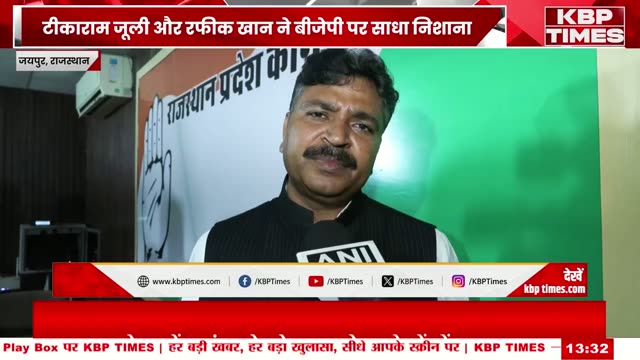 टीकाराम जूली और रफीक खान ने बीजेपी पर साधा निशाना
KBP
TIMES
जयपुर, राजस्थान
राजस्थान प्रदेश
ANI
www.kbptimes.com
/KBPTimes
/KBPTimes
/KBPTimes
/KBPTimes
देखें
kbp times.com
Play Box पर KBP TIMES | हर बड़ी खबर, हर बड़ा खुलासा, सीधे आपके स्क्रीन पर | KBP TIMES -
13:32